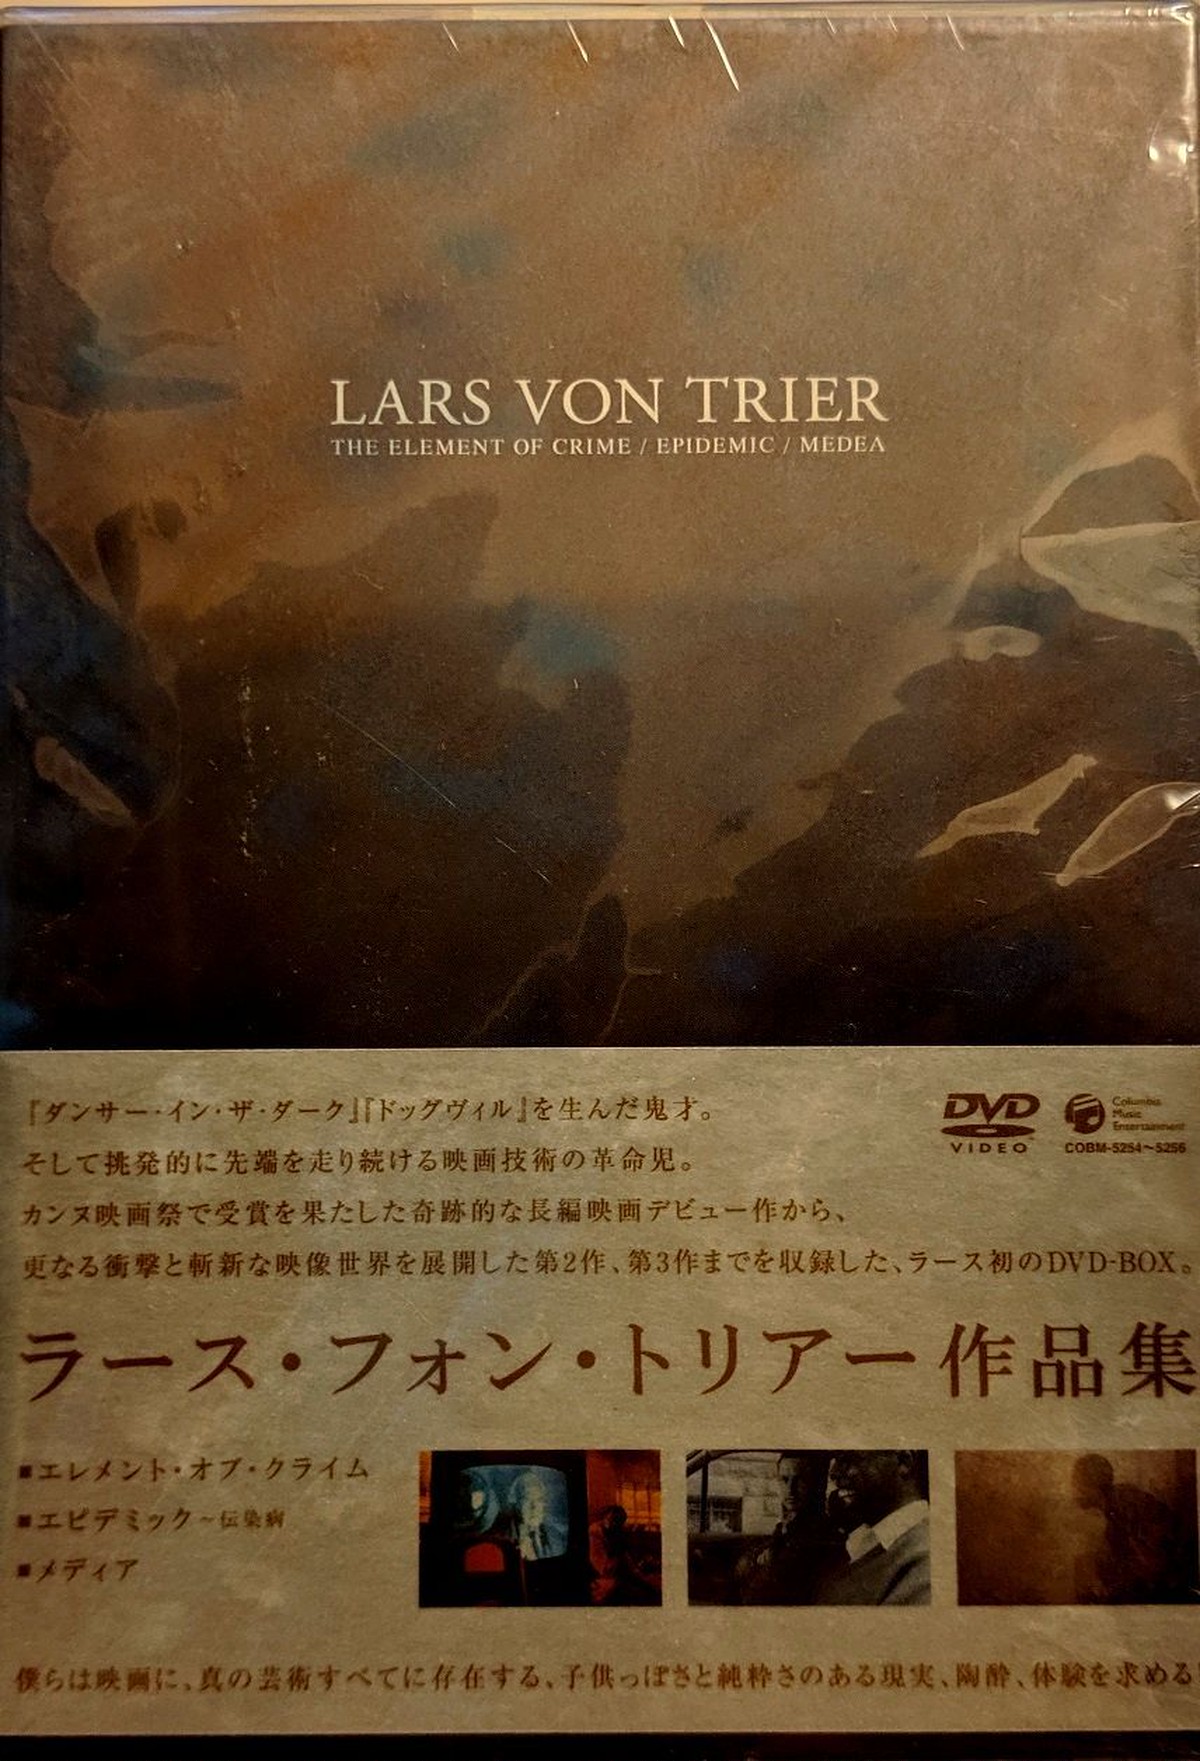 LARS VON TRIER
THE ELEMENT OF CRIME / EPIDEMIC / MEDEA
『ダンサー・イン・ザ・ダーク』『ドッグヴィル』を生んだ鬼才。
そして挑発的に先端を走り続ける映画技術の革命児。
カンヌ映画祭で受賞を果たした奇跡的な長編映画デビュー作から、
更なる衝撃と斬新な映像世界を展開した第2作、第3作までを収録した、ラース初のDVD-BOX。
DVD
VIDEO
Columbia
Music
Entertainment
COBM-5254〜5256
ラース・フォン・トリアー 作品集
■エレメント・オブ・クライム
■エピデミック~伝染病
■メディア
僕らは映画に、真の芸術すべてに存在する、子供っぽさと純粋さのある現実、陶酔、体験を求める